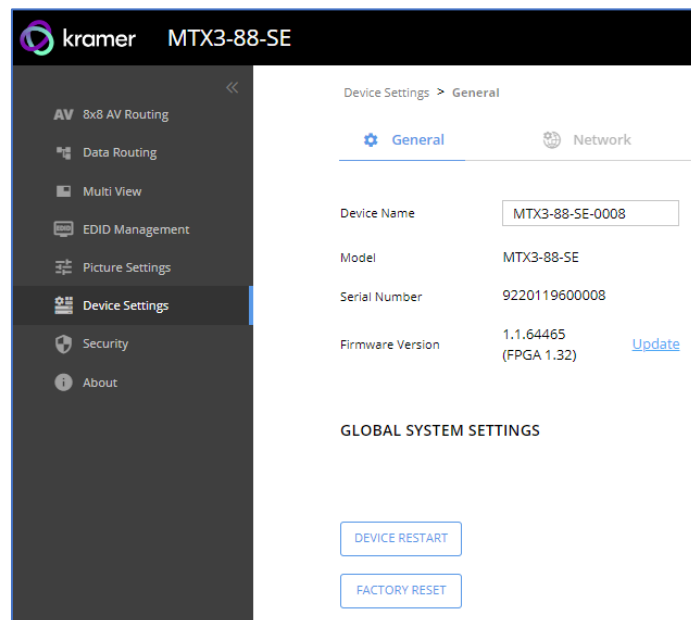 kramer MTX3-88-SE
«
AV 8x8 AV Routing
Data Routing
Multi View
EDID EDID Management
Picture Settings
Device Settings
Security
About
Device Settings > General
General
Network
Device Name MTX3-88-SE-0008
Model MTX3-88-SE
Serial Number 9220119600008
Firmware Version 1.1.64465
(FPGA 1.32) Update
GLOBAL SYSTEM SETTINGS
DEVICE RESTART
FACTORY RESET